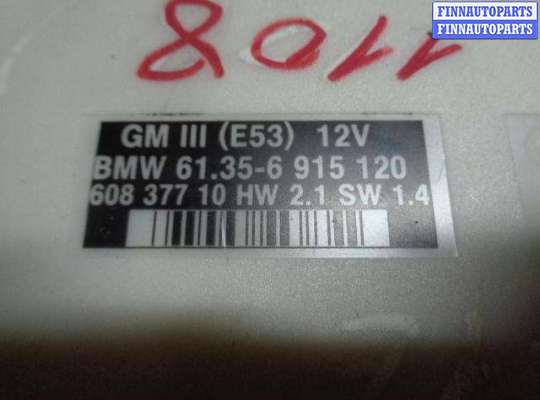 FINNAUTOPARTS
FINNAUTOPARTS
8011
GM III (E53) 12V
BMW 61.35-6 915 120
608 377 10 HW 2.1 SW 1.4